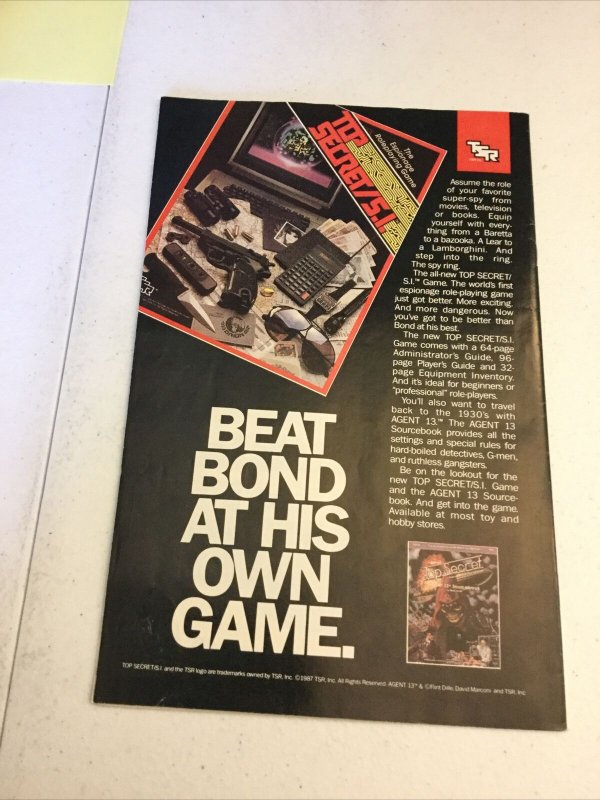 TOP
SECRET/S.I.
The
Espionage
Roleplaying Game
TSR
Assume the role
of your favorite
super-spy from
movies, television
or books. Equip
yourself with every-
thing from a Baretta
to a bazooka. A Lear to
a Lamborghini. And
step into the ring.
The spy ring.
The all-new TOP SECRET/
S.I.™ Game. The world's first
espionage role-playing game
just got better. More exciting.
And more dangerous. Now
you've got to be better than
Bond at his best.
The new TOP SECRET/S.I.
Game comes with a 64-page
Administrator's Guide, 96-
page Player's Guide and 32-
page Equipment Inventory.
And it's ideal for beginners or
"professional" role-players.
You'll also want to travel
back to the 1930's with
AGENT 13.™ The AGENT 13
Sourcebook provides all the
settings and special rules for
hard-boiled detectives, G-men,
and ruthless gangsters.
Be on the lookout for the
new TOP SECRET/S.I. Game
and the AGENT 13 Source-
book. And get into the game.
Available at most toy and
hobby stores.
BEAT
BOND
AT HIS
OWN
GAME.
Top Secret
TOP SECRET/S.I. and the TSR logo are trademarks owned by TSR, Inc. ©1987 TSR, Inc. All Rights Reserved. AGENT 13™ & ©Flint Dille, David Marconi and TSR, Inc.